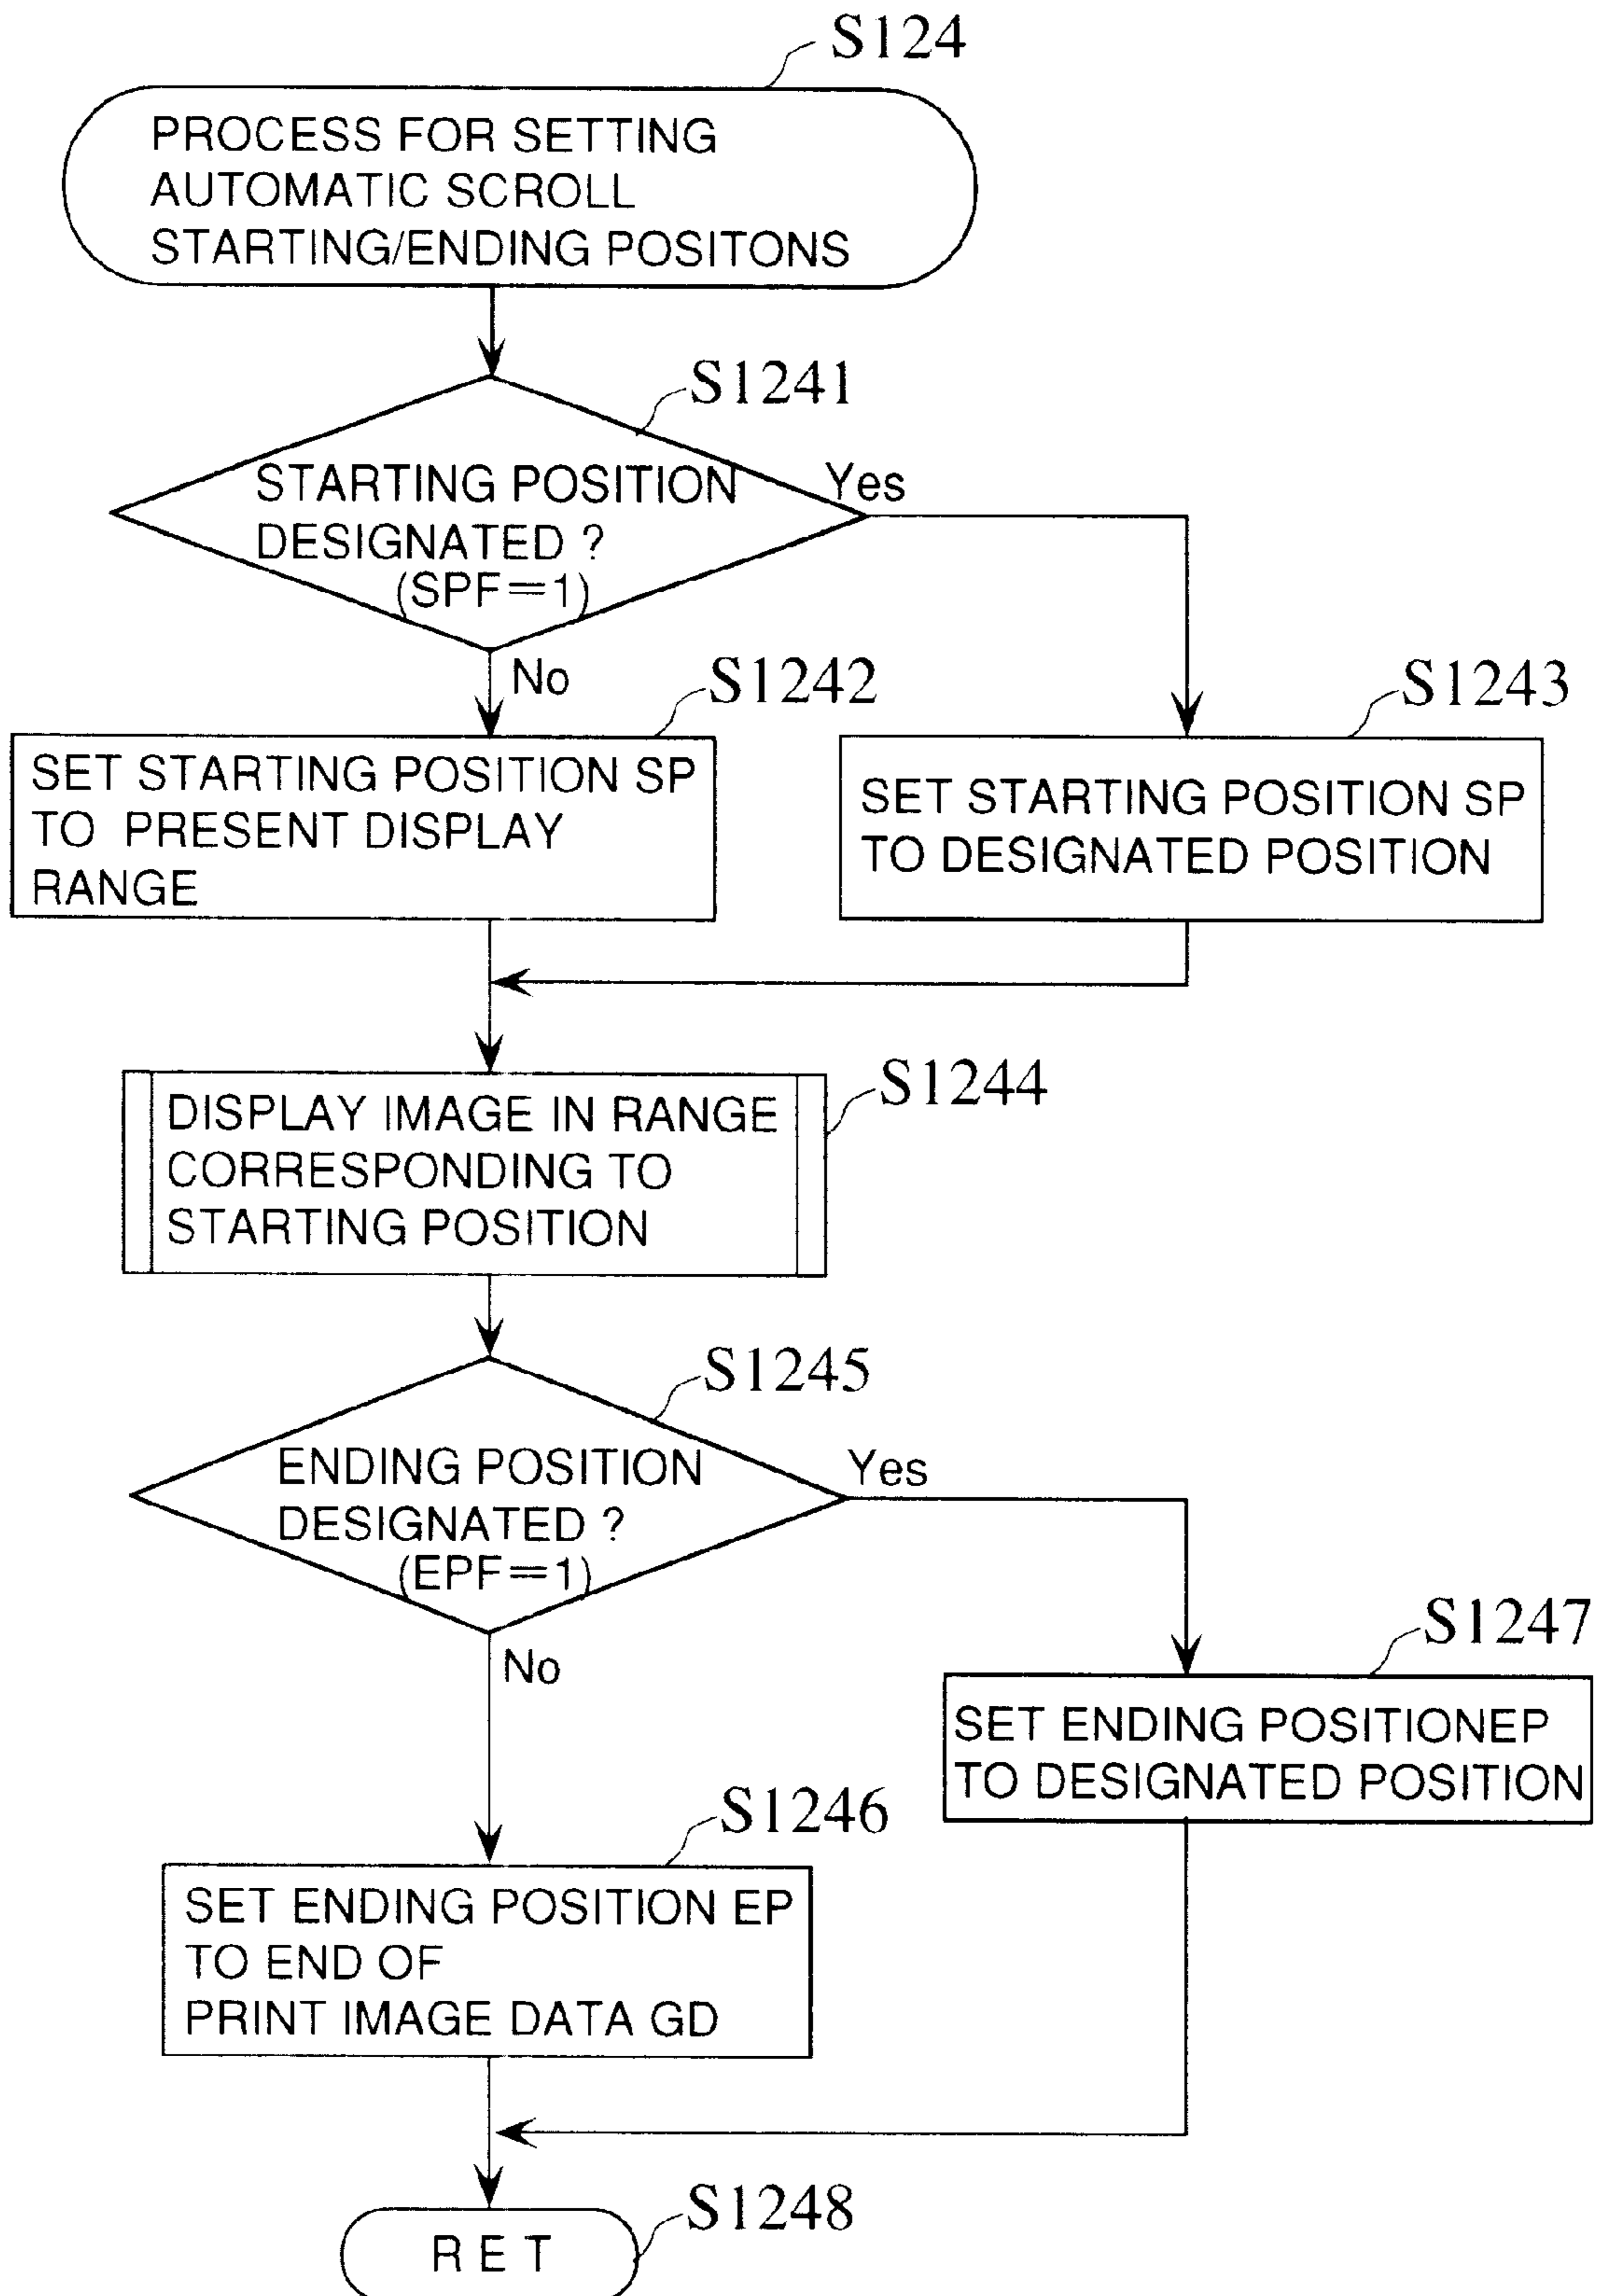 S124
PROCESS FOR SETTING
AUTOMATIC SCROLL
STARTING/ENDING POSITONS
S1241
STARTING POSITION
DESIGNATED ?
(SPF=1)
Yes
No
S1242
SET STARTING POSITION SP
TO PRESENT DISPLAY
RANGE
S1243
SET STARTING POSITION SP
TO DESIGNATED POSITION
S1244
DISPLAY IMAGE IN RANGE
CORRESPONDING TO
STARTING POSITION
S1245
ENDING POSITION
DESIGNATED ?
(EPF=1)
Yes
No
S1247
SET ENDING POSITIONEP
TO DESIGNATED POSITION
S1246
SET ENDING POSITION EP
TO END OF
PRINT IMAGE DATA GD
S1248
RET